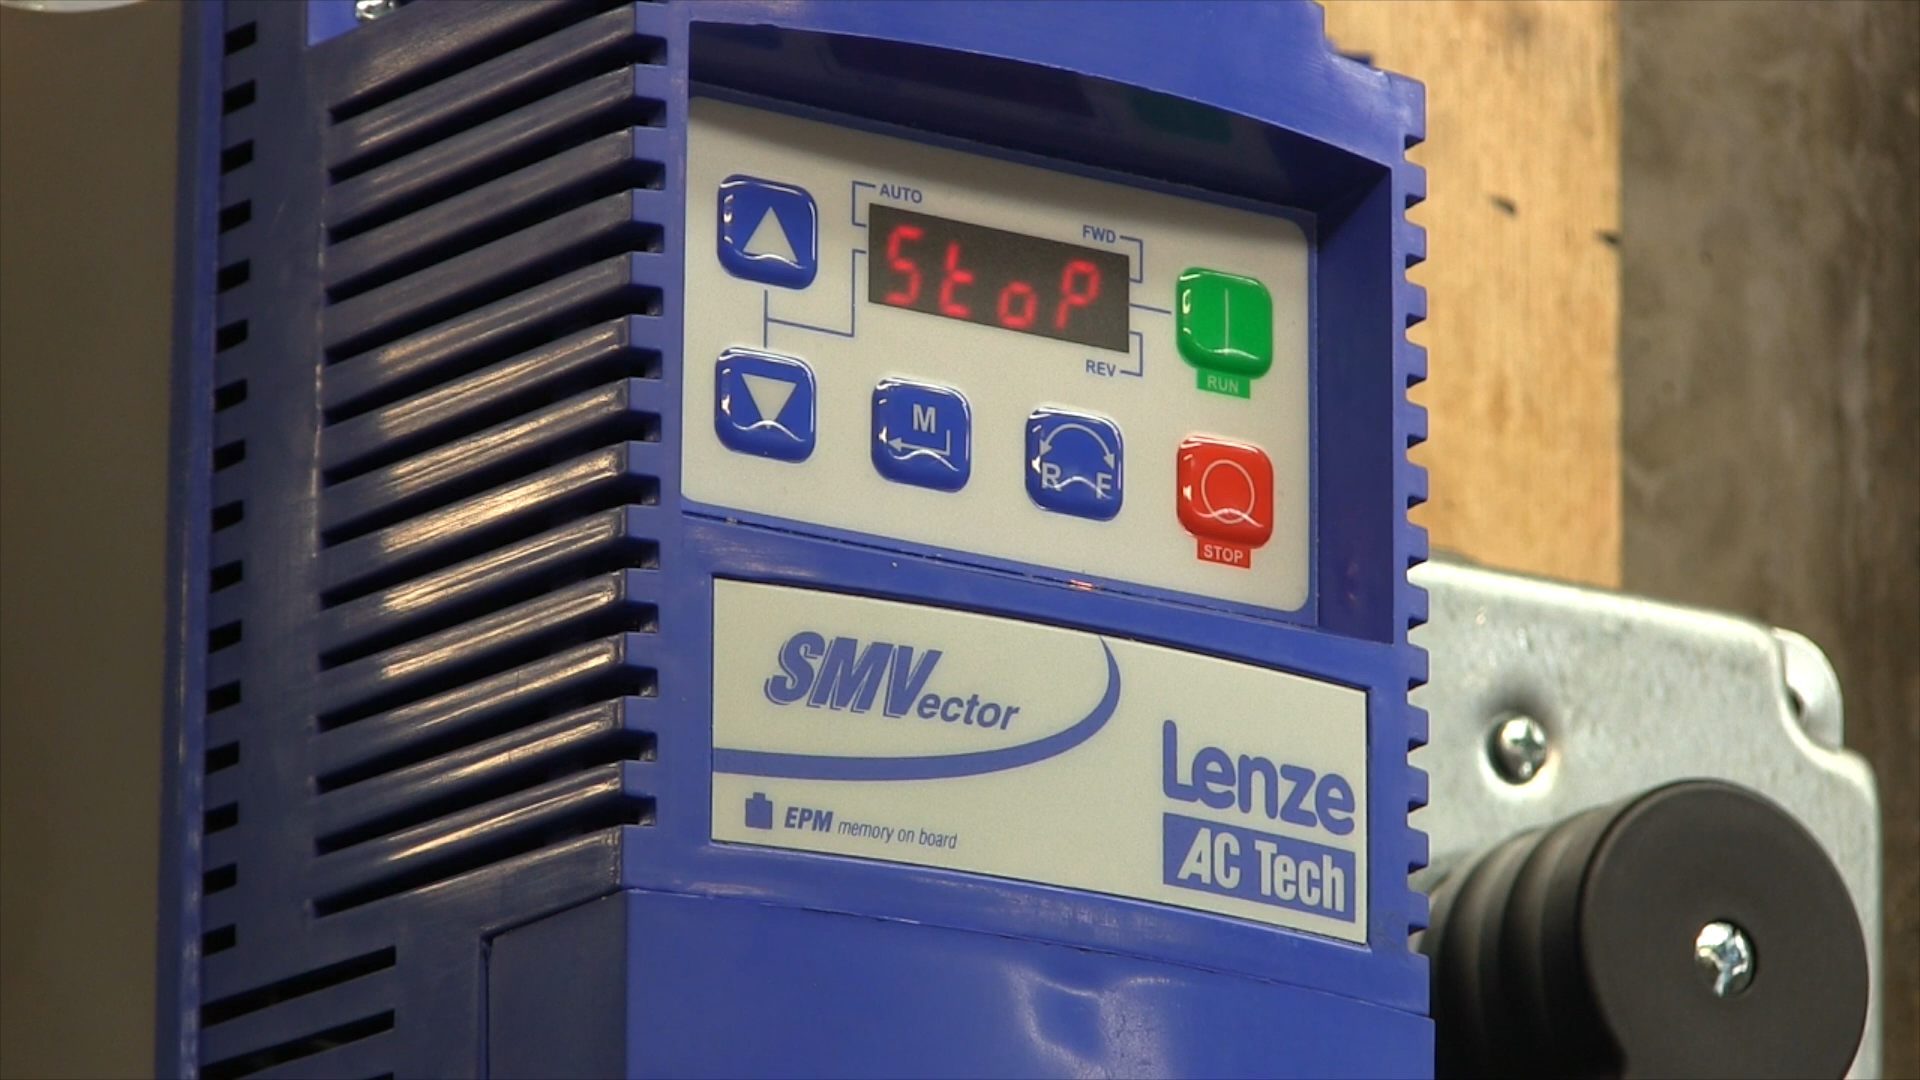 AUTO
FWD
StoP
REV
RUN
M
R F
STOP
SMVector
Lenze
AC Tech
EPM memory on board